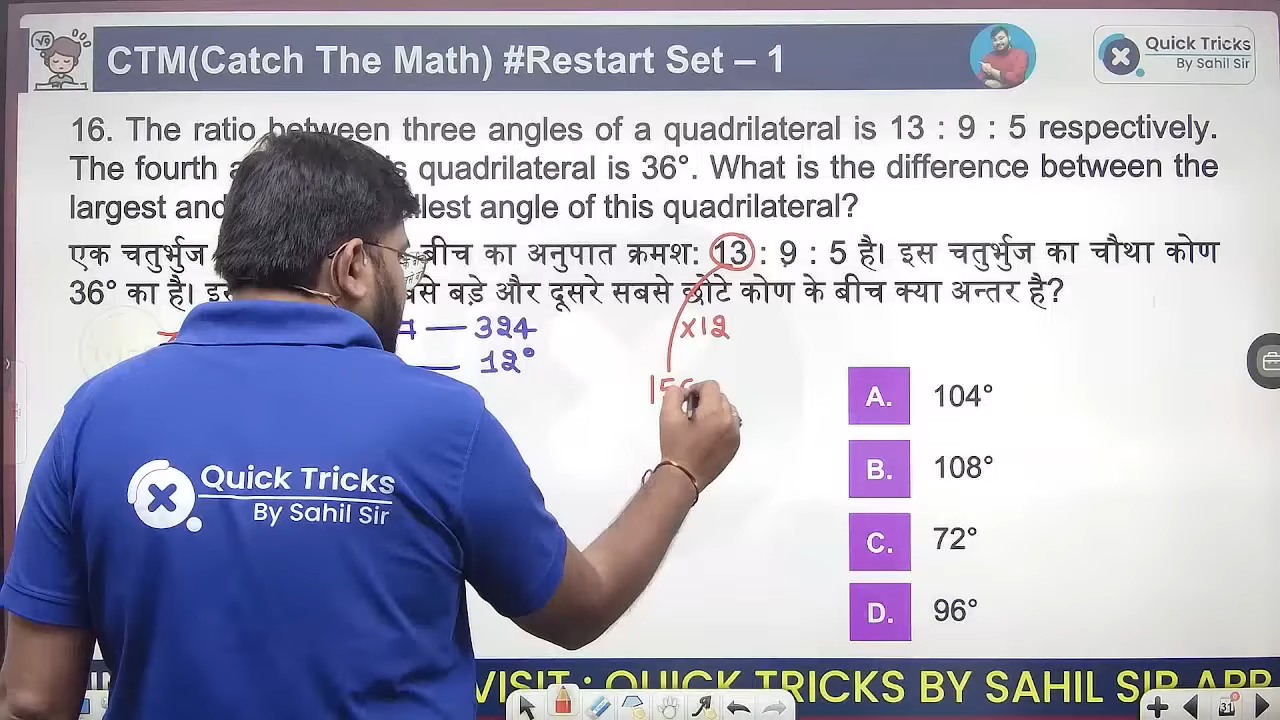 CTM(Catch The Math) #Restart Set – 1
Quick Tricks
By Sahil Sir
16. The ratio between three angles of a quadrilateral is 13 : 9 : 5 respectively.
The fourth quadrilateral is 36°. What is the difference between the
largest and angle of this quadrilateral?
एक चतुर्भुज बीच का अनुपात क्रमश: 13 : 9 : 5 है। इस चतुर्भुज का चौथा कोण
36° का है। बड़े और दूसरे सबसे छोटे कोण के बीच क्या अन्तर है?
— 324
— 12°
×12
A. 104°
B. 108°
C. 72°
D. 96°
Quick Tricks
By Sahil Sir
VISIT : QUICK TRICKS BY SAHIL SIR APP
31